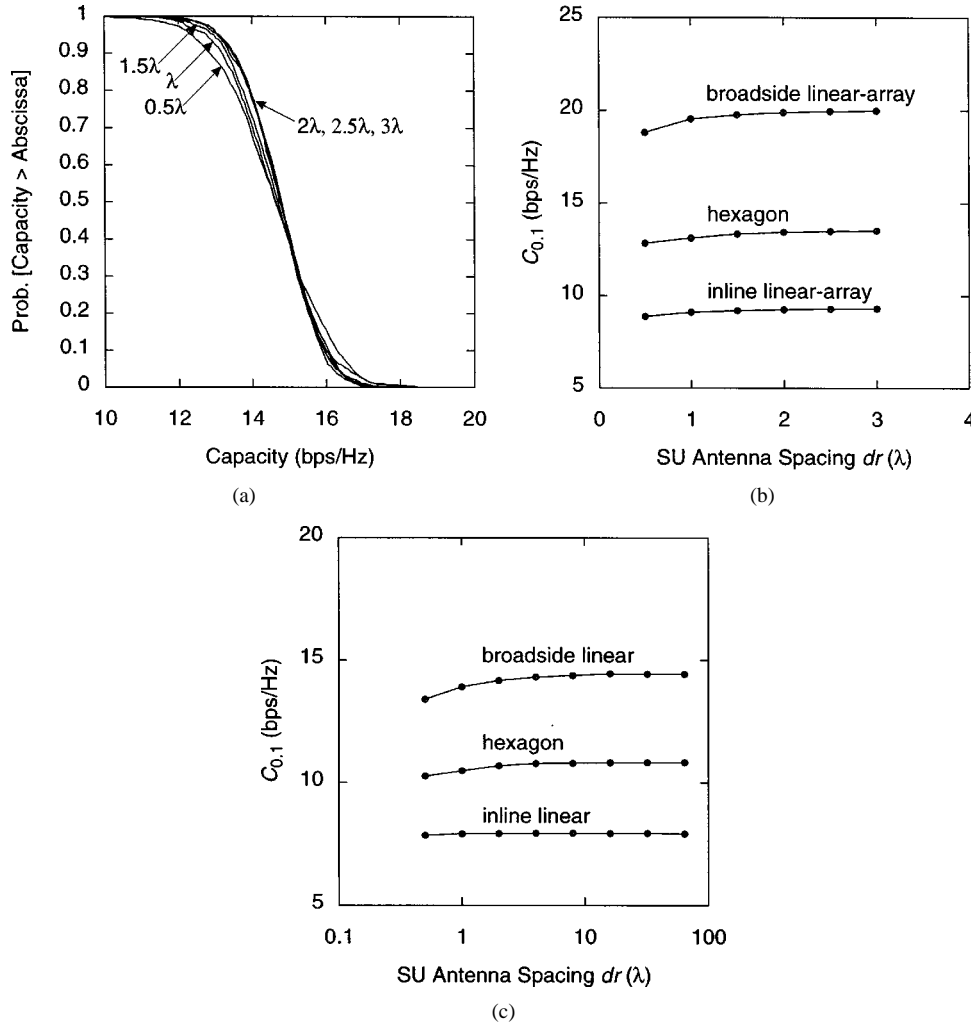 1
0.9
0.8
0.7
0.6
0.5
0.4
0.3
0.2
0.1
0
Prob. [Capacity > Abscissa]
1.5λ
λ
0.5λ
2λ, 2.5λ, 3λ
10 12 14 16 18 20
Capacity (bps/Hz)
(a)
25
20
15
10
5
C0.1 (bps/Hz)
broadside linear-array
hexagon
inline linear-array
0 1 2 3 4
SU Antenna Spacing dr (λ)
(b)
20
15
10
5
C0.1 (bps/Hz)
broadside linear
hexagon
inline linear
0.1 1 10 100
SU Antenna Spacing dr (λ)
(c)